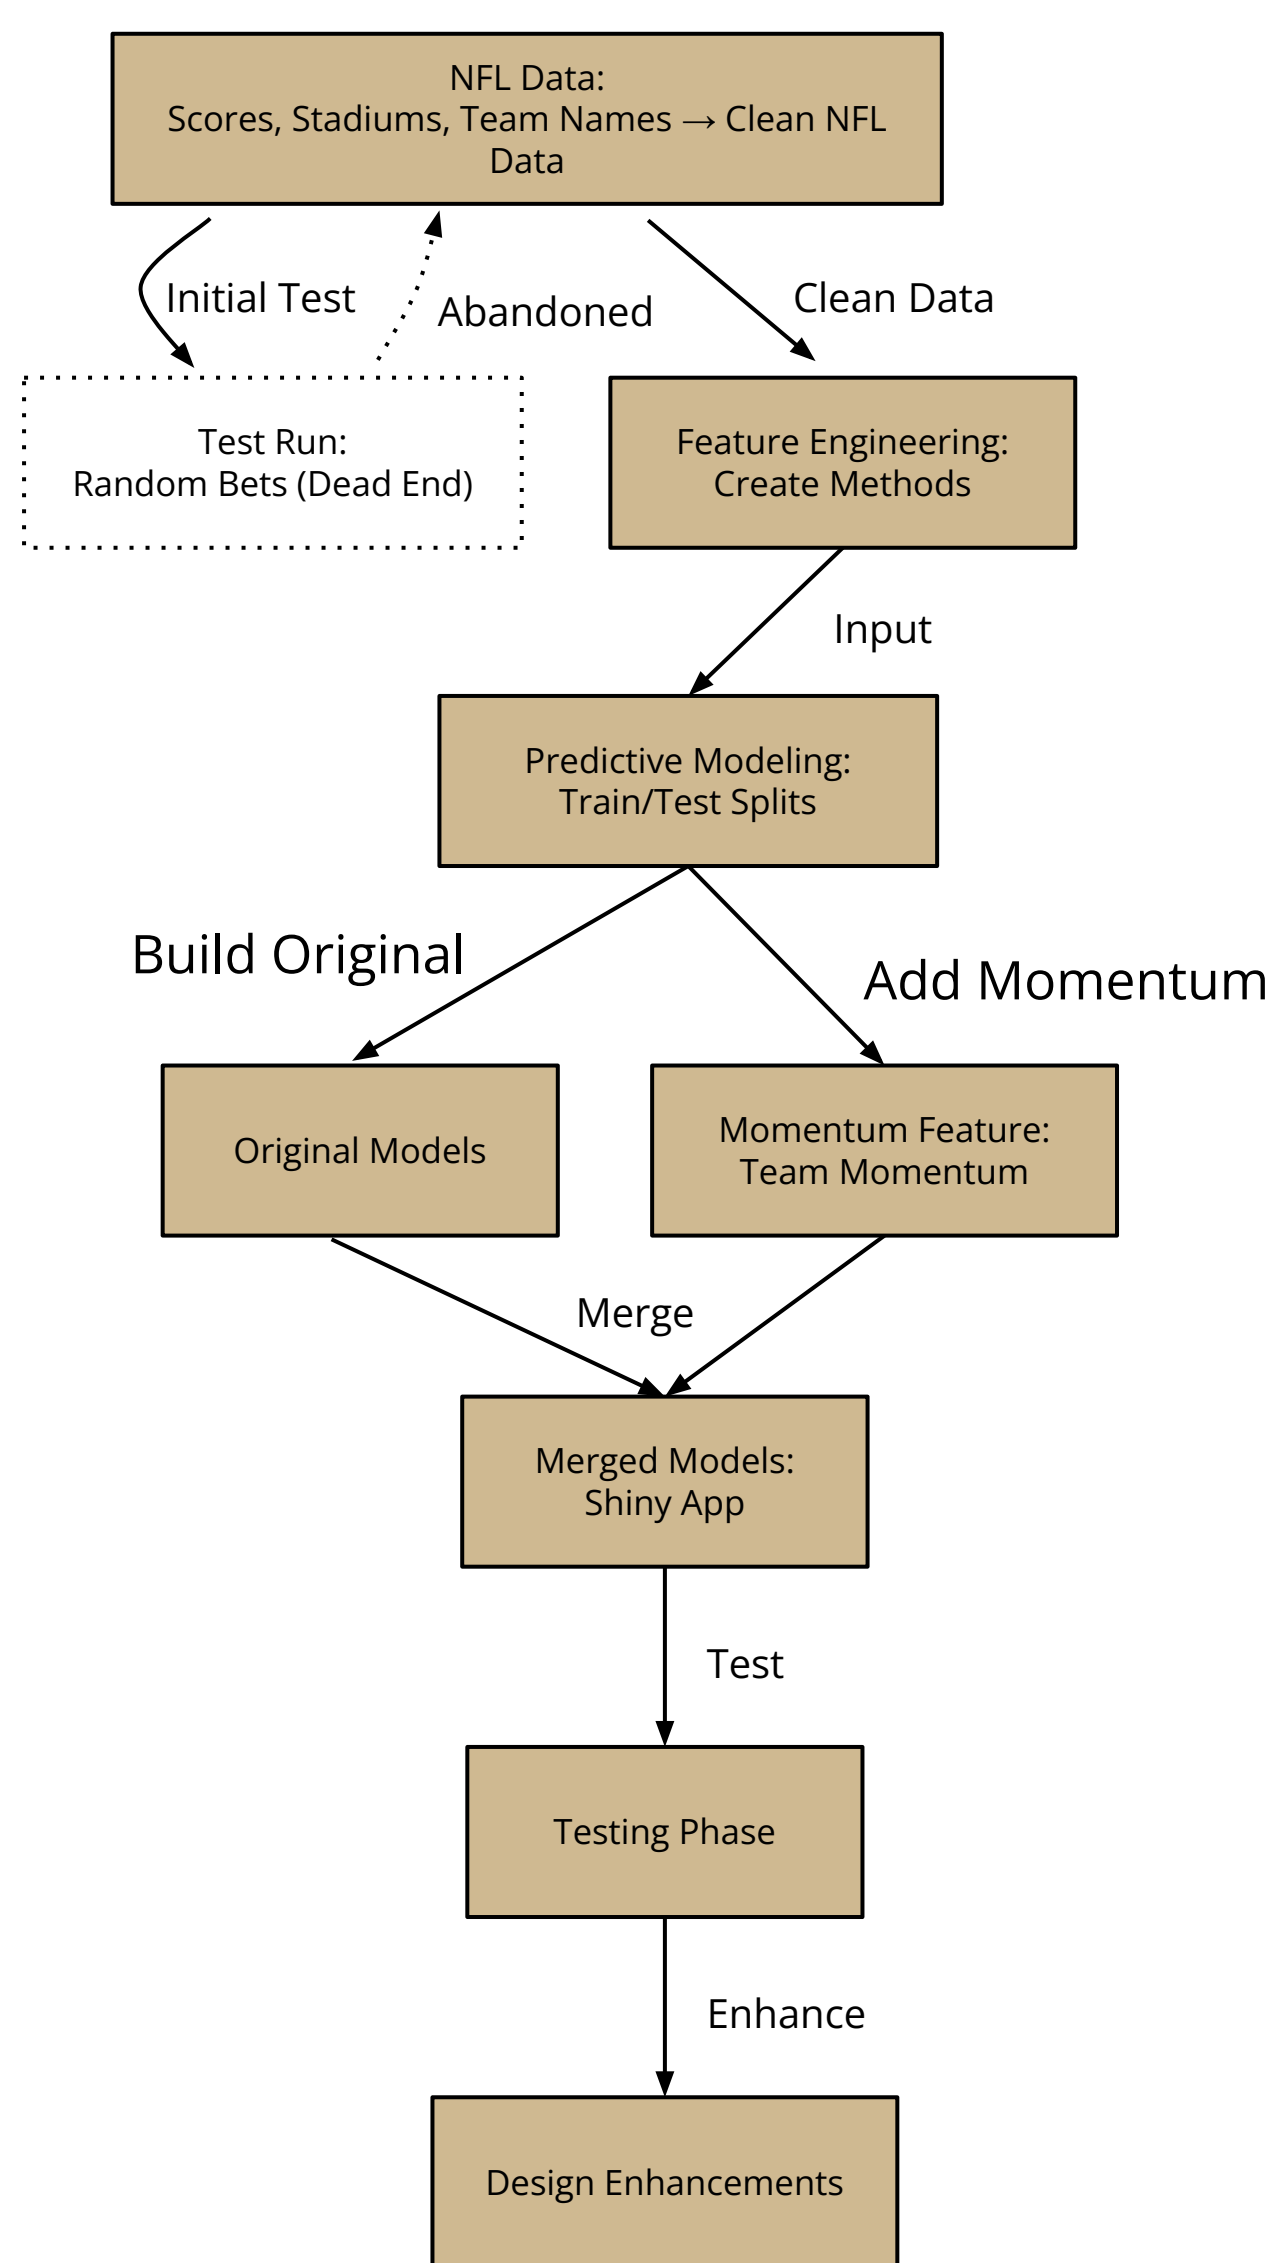 NFL Data:
Scores, Stadiums, Team Names → Clean NFL
Data
Initial Test
Abandoned
Clean Data
Test Run:
Random Bets (Dead End)
Feature Engineering:
Create Methods
Input
Predictive Modeling:
Train/Test Splits
Build Original
Add Momentum
Original Models
Momentum Feature:
Team Momentum
Merge
Merged Models:
Shiny App
Test
Testing Phase
Enhance
Design Enhancements